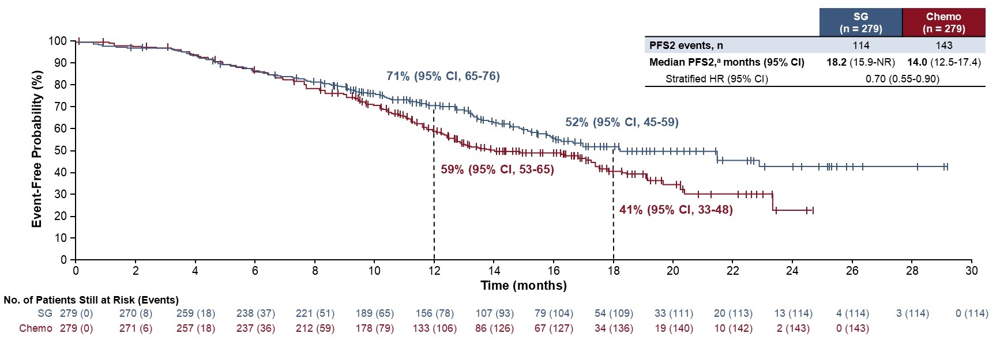 SG Chemo
(n = 279) (n = 279)
PFS2 events, n 114 143
Median PFS2,ᵃ months (95% CI) 18.2 (15.9-NR) 14.0 (12.5-17.4)
Stratified HR (95% CI) 0.70 (0.55-0.90)
Event-Free Probability (%)
100
90
80
70
60
50
40
30
20
10
0
71% (95% CI, 65-76)
52% (95% CI, 45-59)
59% (95% CI, 53-65)
41% (95% CI, 33-48)
0 2 4 6 8 10 12 14 16 18 20 22 24 26 28 30
Time (months)
No. of Patients Still at Risk (Events)
SG 279 (0) 270 (8) 259 (18) 238 (37) 221 (51) 189 (65) 156 (78) 107 (93) 79 (104) 54 (109) 33 (111) 20 (113) 13 (114) 4 (114) 3 (114) 0 (114)
Chemo 279 (0) 271 (6) 257 (18) 237 (36) 212 (59) 178 (79) 133 (106) 86 (126) 67 (127) 34 (136) 19 (140) 10 (142) 2 (143) 0 (143)